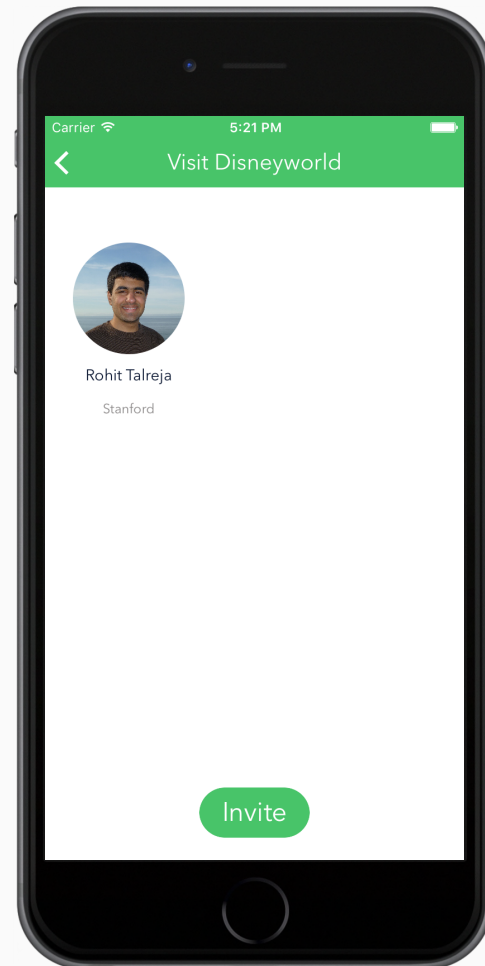 Carrier 5:21 PM
Visit Disneyworld
Rohit Talreja
Stanford
Invite